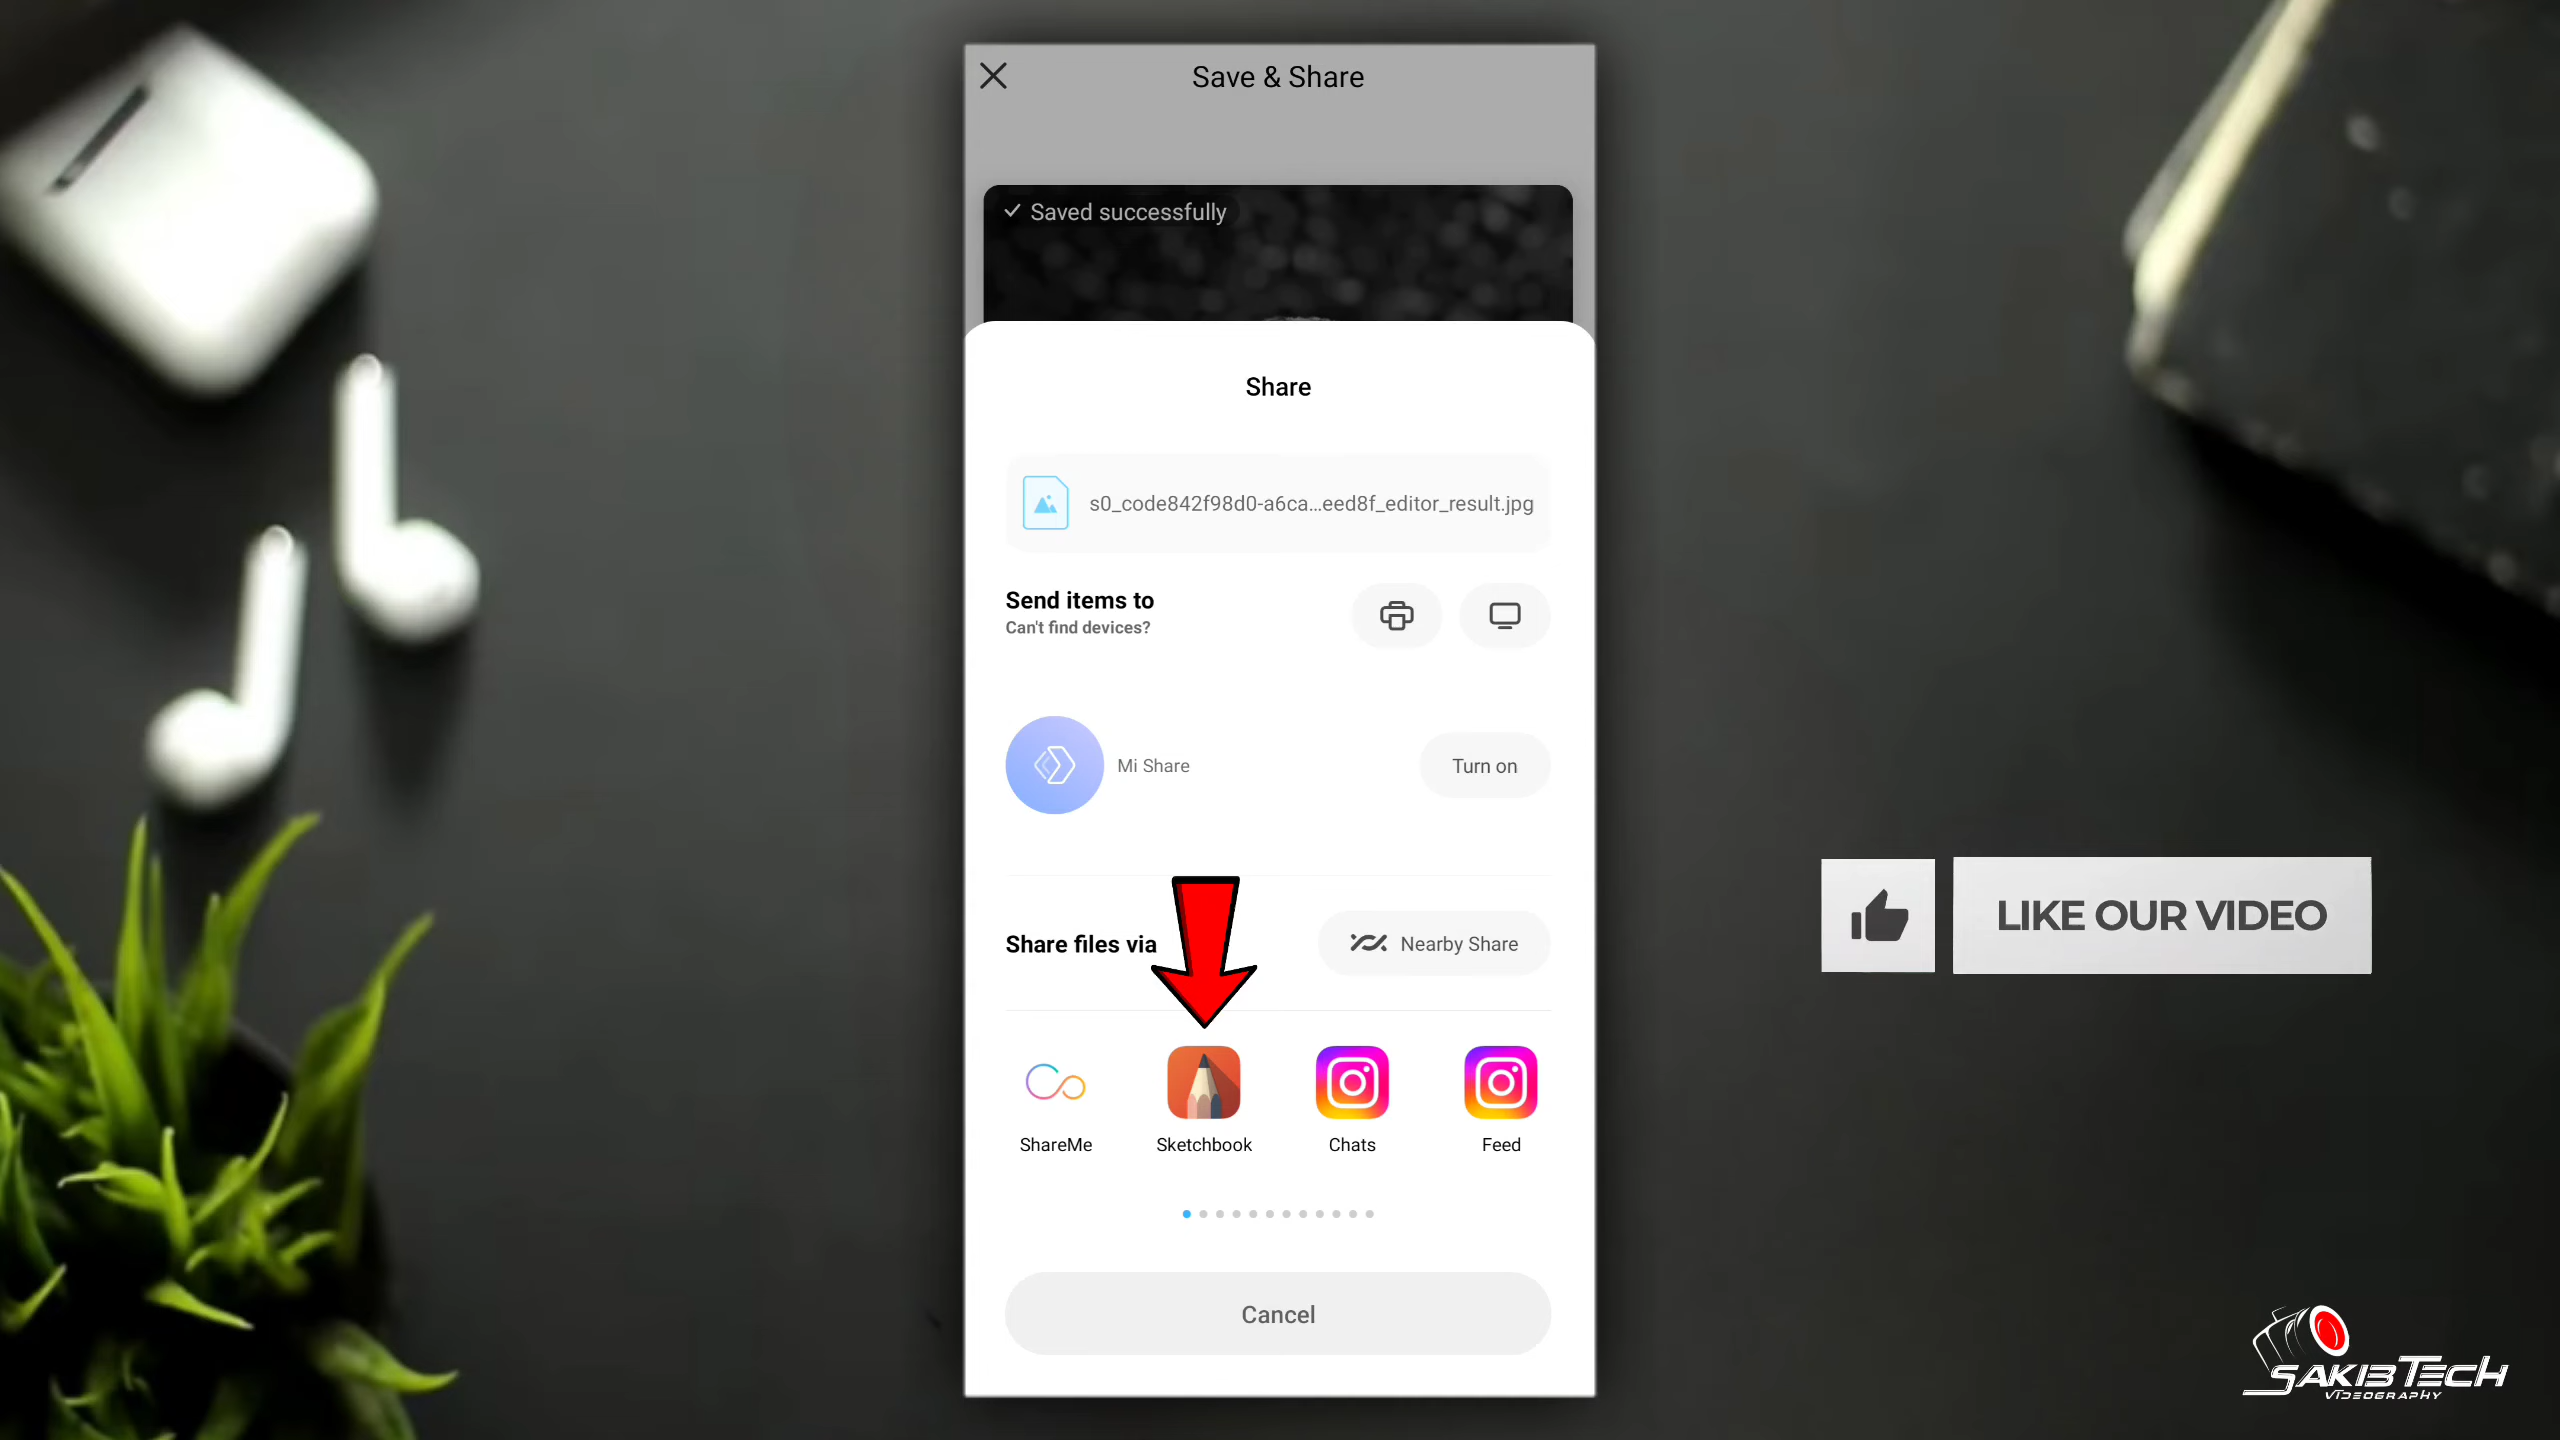 Save & Share
Saved successfully
Share
s0_code842f98d0-a6ca...eed8f_editor_result.jpg
Send items to
Can't find devices?
Mi Share
Turn on
Share files via
Nearby Share
ShareMe
Sketchbook
Chats
Feed
Cancel
LIKE OUR VIDEO
SAKIB TECH
VIDEOGRAPHY